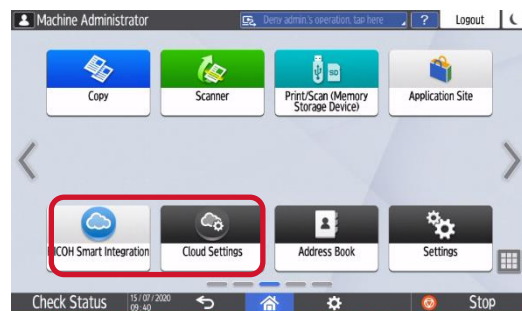 Machine Administrator
Deny admin.'s operation, tap here
?
Logout
Copy
Scanner
SD
Print/Scan (Memory
Storage Device)
Application Site
RICOH Smart Integration
Cloud Settings
Address Book
Settings
Check Status
15/07/2020
09:40
Stop